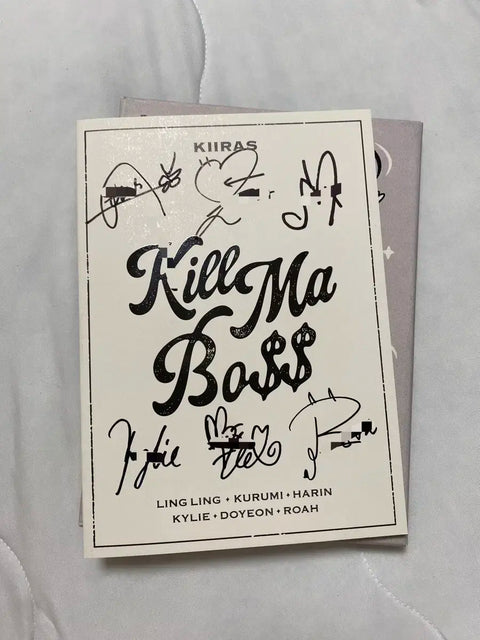 KIIRAS
Kill Ma
Bo$$
Kylie
LING LING + KURUMI + HARIN
KYLIE + DOYEON + ROAH